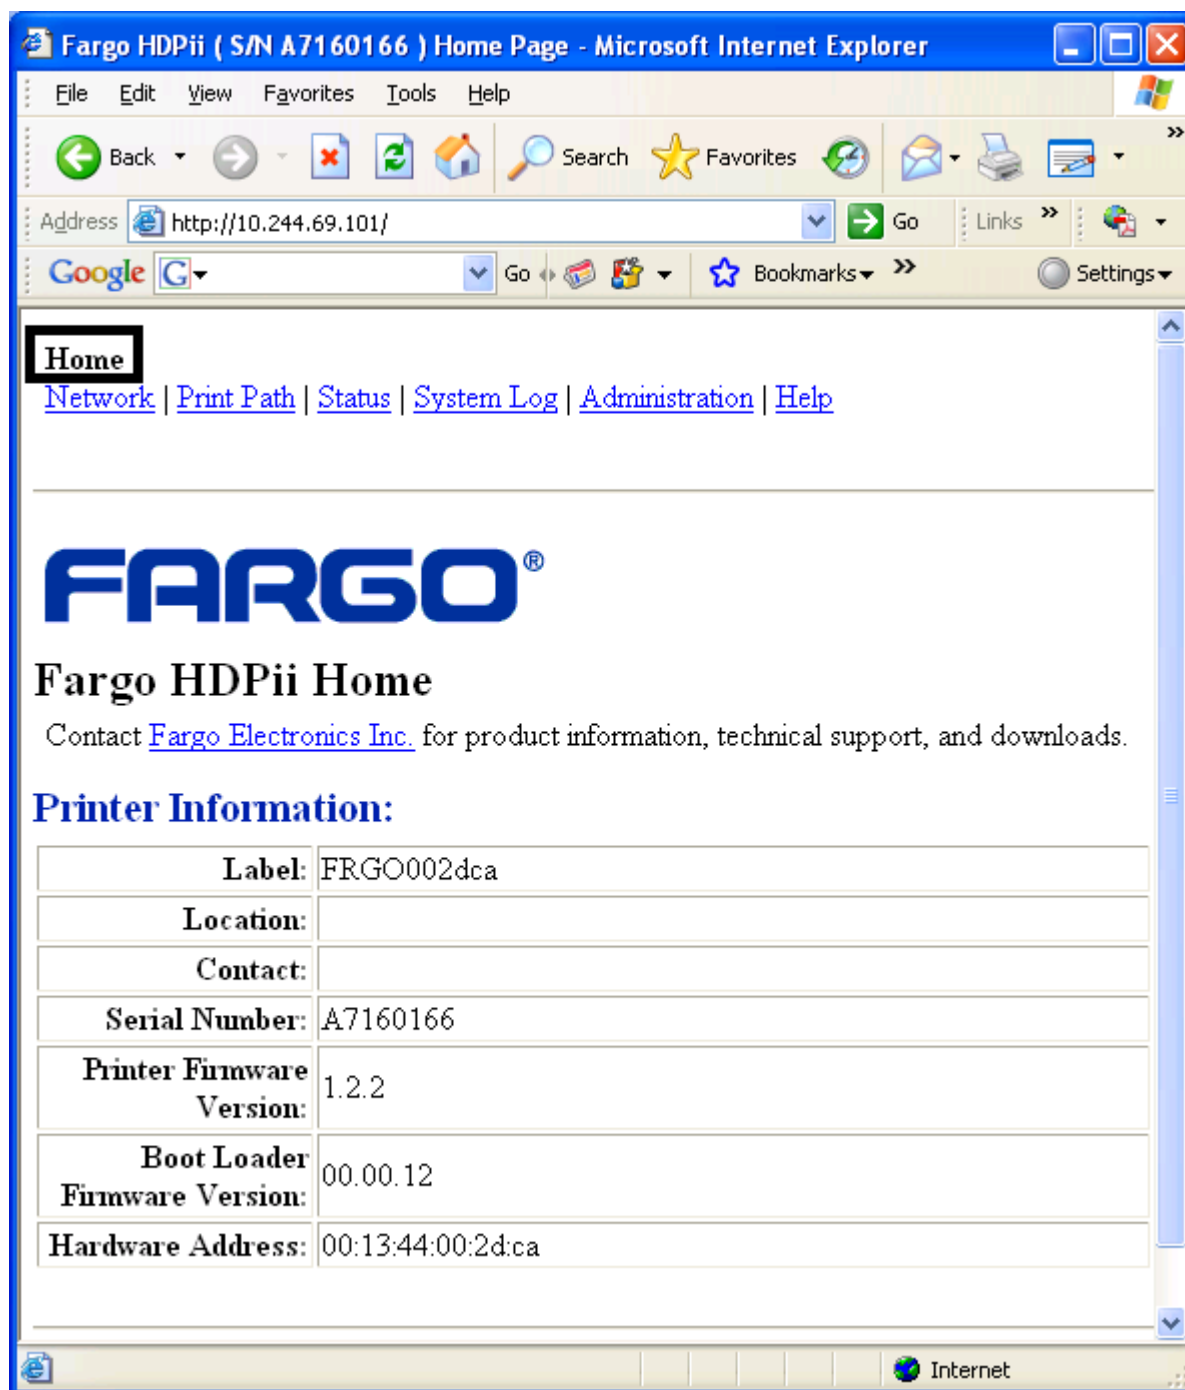 Fargo HDPii ( S/N A7160166 ) Home Page - Microsoft Internet Explorer
File Edit View Favorites Tools Help
Back Search Favorites »
Address http://10.244.69.101/ Go Links »
Google G Go Bookmarks » Settings
Home
Network | Print Path | Status | System Log | Administration | Help
FARGO®
Fargo HDPii Home
Contact Fargo Electronics Inc. for product information, technical support, and downloads.
Printer Information:
Label: FRGO002dca
Location:
Contact:
Serial Number: A7160166
Printer Firmware
Version: 1.2.2
Boot Loader
Firmware Version: 00.00.12
Hardware Address: 00:13:44:00:2d:ca
Internet